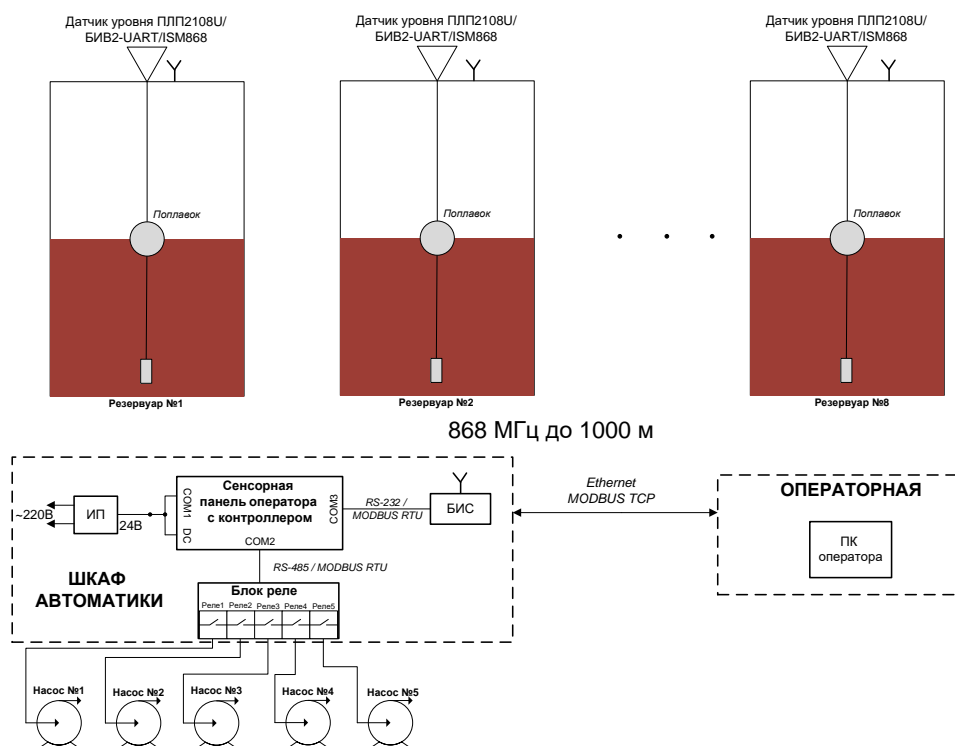 Датчик уровня ПЛП2108U/
БИВ2-UART/ISM868
Датчик уровня ПЛП2108U/
БИВ2-UART/ISM868
Датчик уровня ПЛП2108U/
БИВ2-UART/ISM868
Поплавок
Поплавок
Поплавок
Резервуар №1
Резервуар №2
Резервуар №8
868 МГц до 1000 м
~220В
ИП
24В
COM1
DC
Сенсорная
панель оператора
с контроллером
COM2
COM3
RS-232 /
MODBUS RTU
БИС
Ethernet
MODBUS TCP
ОПЕРАТОРНАЯ
ПК
оператора
ШКАФ
АВТОМАТИКИ
RS-485 / MODBUS RTU
Блок реле
Реле1 Реле2 Реле3 Реле4 Реле5
Насос №1
Насос №2
Насос №3
Насос №4
Насос №5